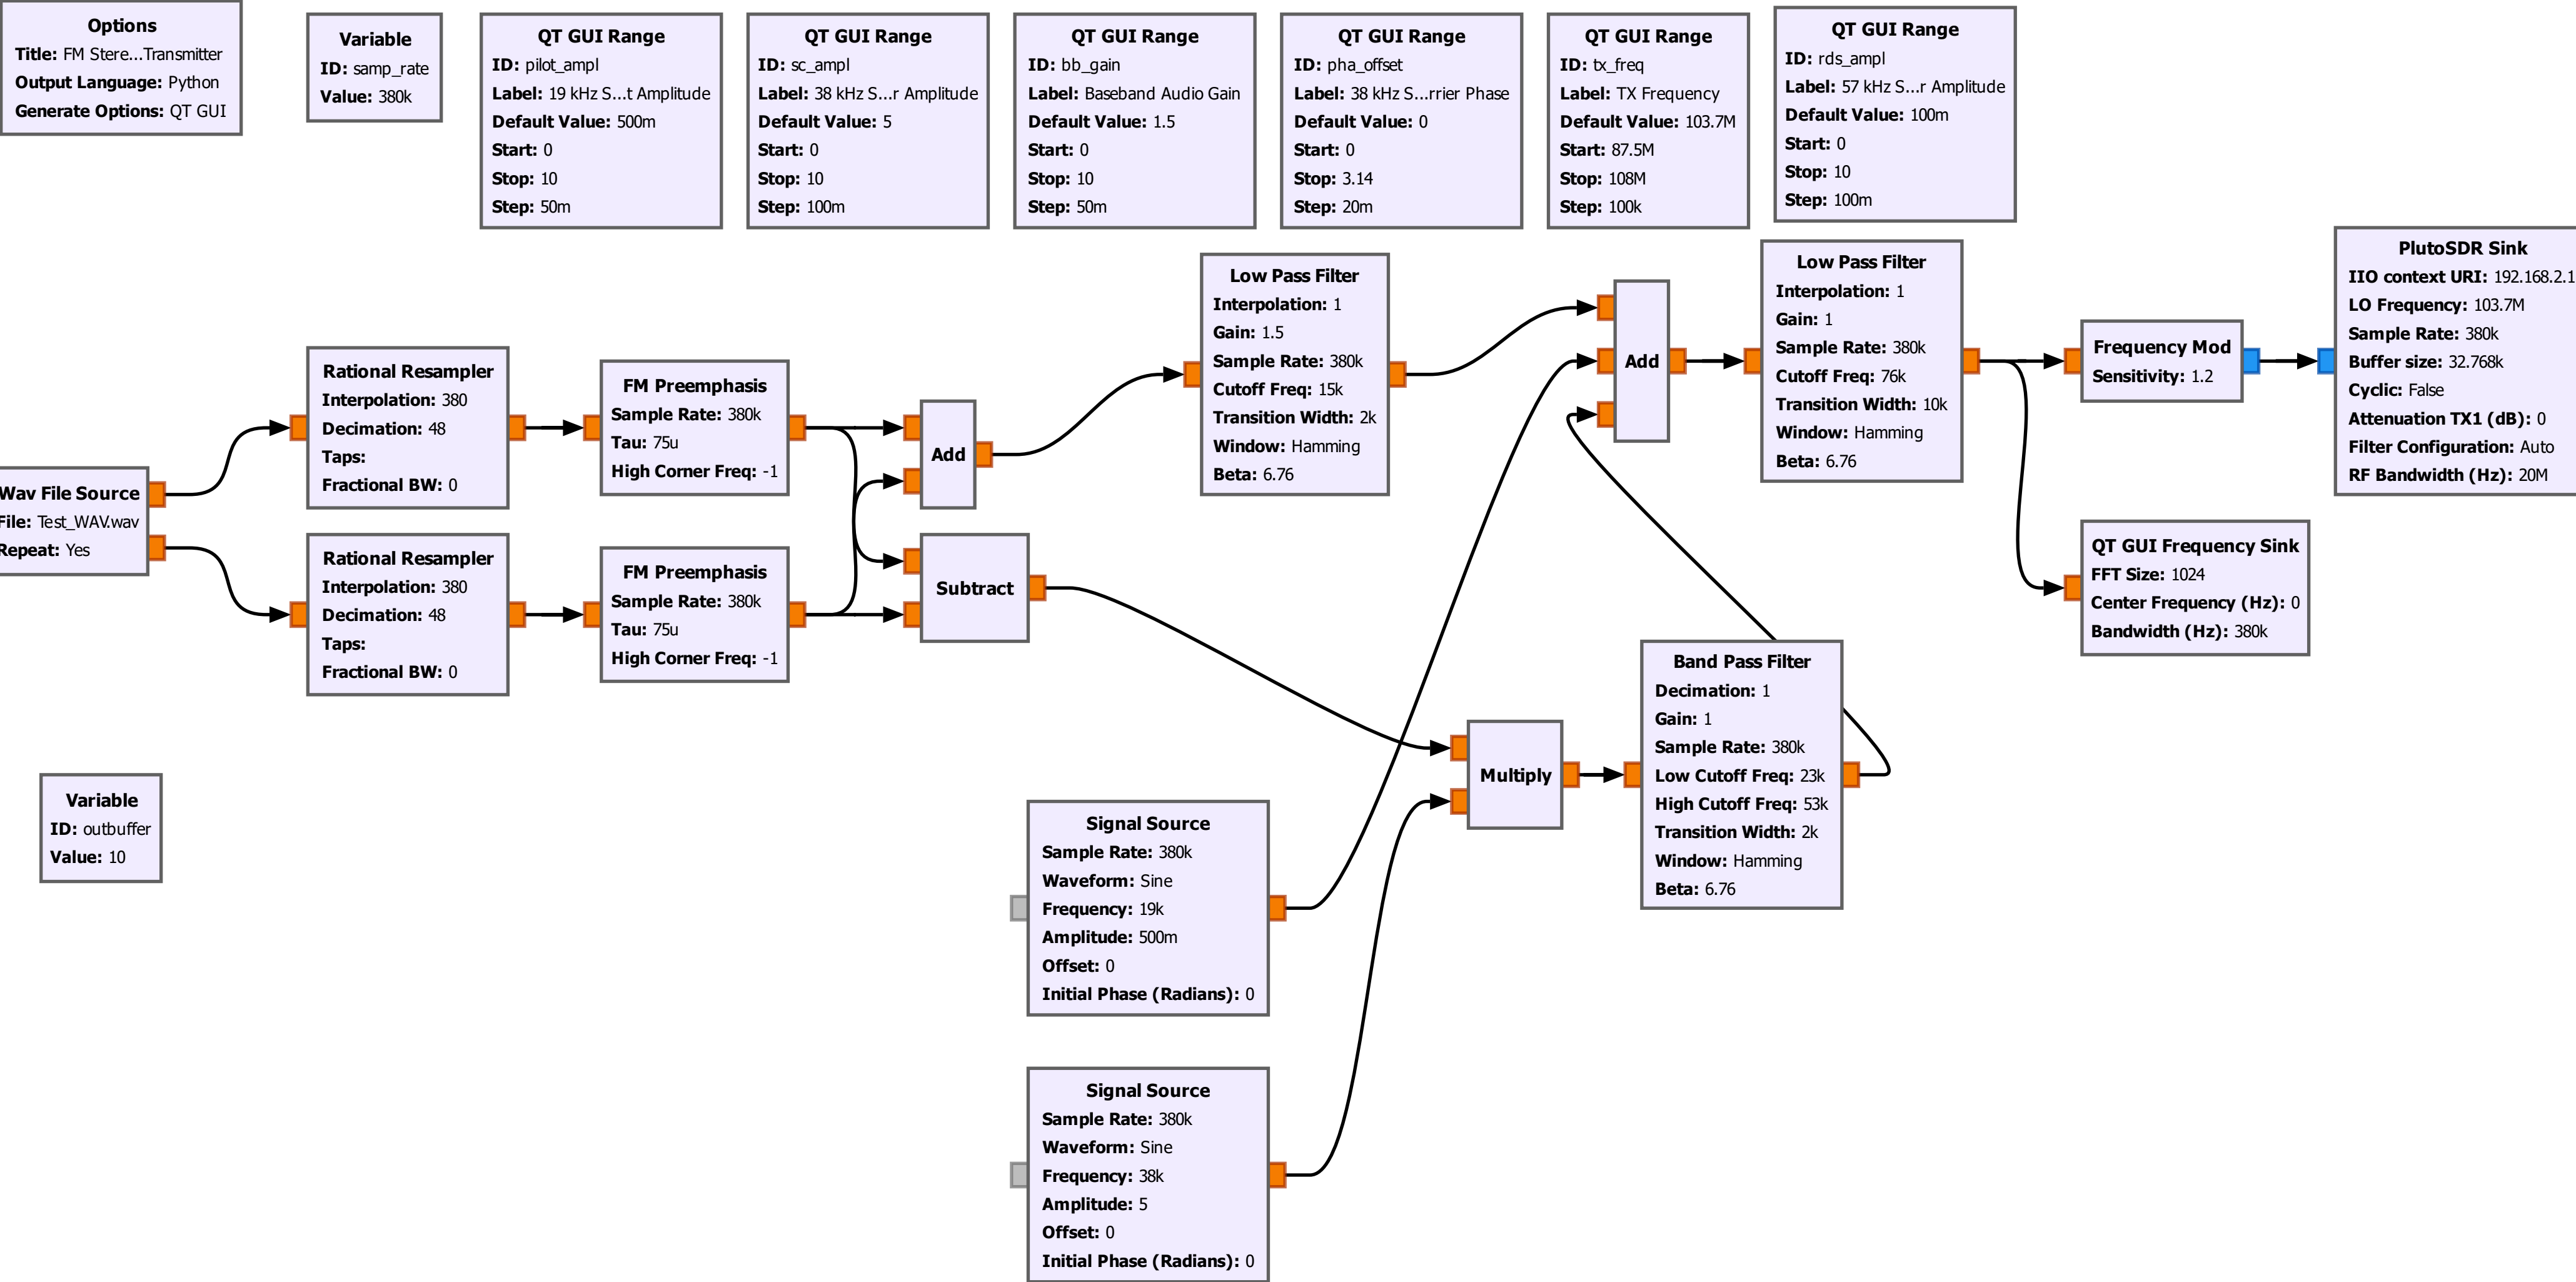 Options
Title: FM Stere...Transmitter
Output Language: Python
Generate Options: QT GUI
Variable
ID: samp_rate
Value: 380k
QT GUI Range
ID: pilot_ampl
Label: 19 kHz S...t Amplitude
Default Value: 500m
Start: 0
Stop: 10
Step: 50m
QT GUI Range
ID: sc_ampl
Label: 38 kHz S...r Amplitude
Default Value: 5
Start: 0
Stop: 10
Step: 100m
QT GUI Range
ID: bb_gain
Label: Baseband Audio Gain
Default Value: 1.5
Start: 0
Stop: 10
Step: 50m
QT GUI Range
ID: pha_offset
Label: 38 kHz S...rrier Phase
Default Value: 0
Start: 0
Stop: 3.14
Step: 20m
QT GUI Range
ID: tx_freq
Label: TX Frequency
Default Value: 103.7M
Start: 87.5M
Stop: 108M
Step: 100k
QT GUI Range
ID: rds_ampl
Label: 57 kHz S...r Amplitude
Default Value: 100m
Start: 0
Stop: 10
Step: 100m
Wav File Source
File: Test_WAV.wav
Repeat: Yes
Rational Resampler
Interpolation: 380
Decimation: 48
Taps:
Fractional BW: 0
Rational Resampler
Interpolation: 380
Decimation: 48
Taps:
Fractional BW: 0
FM Preemphasis
Sample Rate: 380k
Tau: 75u
High Corner Freq: -1
FM Preemphasis
Sample Rate: 380k
Tau: 75u
High Corner Freq: -1
Add
Subtract
Low Pass Filter
Interpolation: 1
Gain: 1.5
Sample Rate: 380k
Cutoff Freq: 15k
Transition Width: 2k
Window: Hamming
Beta: 6.76
Add
Low Pass Filter
Interpolation: 1
Gain: 1
Sample Rate: 380k
Cutoff Freq: 76k
Transition Width: 10k
Window: Hamming
Beta: 6.76
Frequency Mod
Sensitivity: 1.2
PlutoSDR Sink
IIO context URI: 192.168.2.1
LO Frequency: 103.7M
Sample Rate: 380k
Buffer size: 32.768k
Cyclic: False
Attenuation TX1 (dB): 0
Filter Configuration: Auto
RF Bandwidth (Hz): 20M
QT GUI Frequency Sink
FFT Size: 1024
Center Frequency (Hz): 0
Bandwidth (Hz): 380k
Multiply
Band Pass Filter
Decimation: 1
Gain: 1
Sample Rate: 380k
Low Cutoff Freq: 23k
High Cutoff Freq: 53k
Transition Width: 2k
Window: Hamming
Beta: 6.76
Variable
ID: outbuffer
Value: 10
Signal Source
Sample Rate: 380k
Waveform: Sine
Frequency: 19k
Amplitude: 500m
Offset: 0
Initial Phase (Radians): 0
Signal Source
Sample Rate: 380k
Waveform: Sine
Frequency: 38k
Amplitude: 5
Offset: 0
Initial Phase (Radians): 0